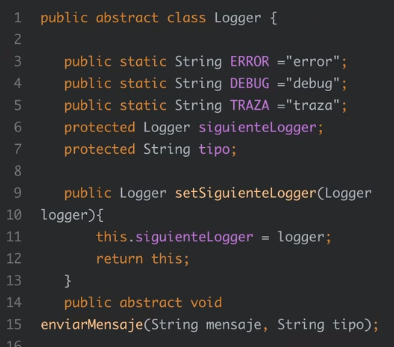 1 public abstract class Logger {
2
3 public static String ERROR ="error";
4 public static String DEBUG ="debug";
5 public static String TRAZA ="traza";
6 protected Logger siguienteLogger;
7 protected String tipo;
8
9 public Logger setSiguienteLogger(Logger
10 logger){
11 this.siguienteLogger = logger;
12 return this;
13 }
14 public abstract void
15 enviarMensaje(String mensaje, String tipo);
16